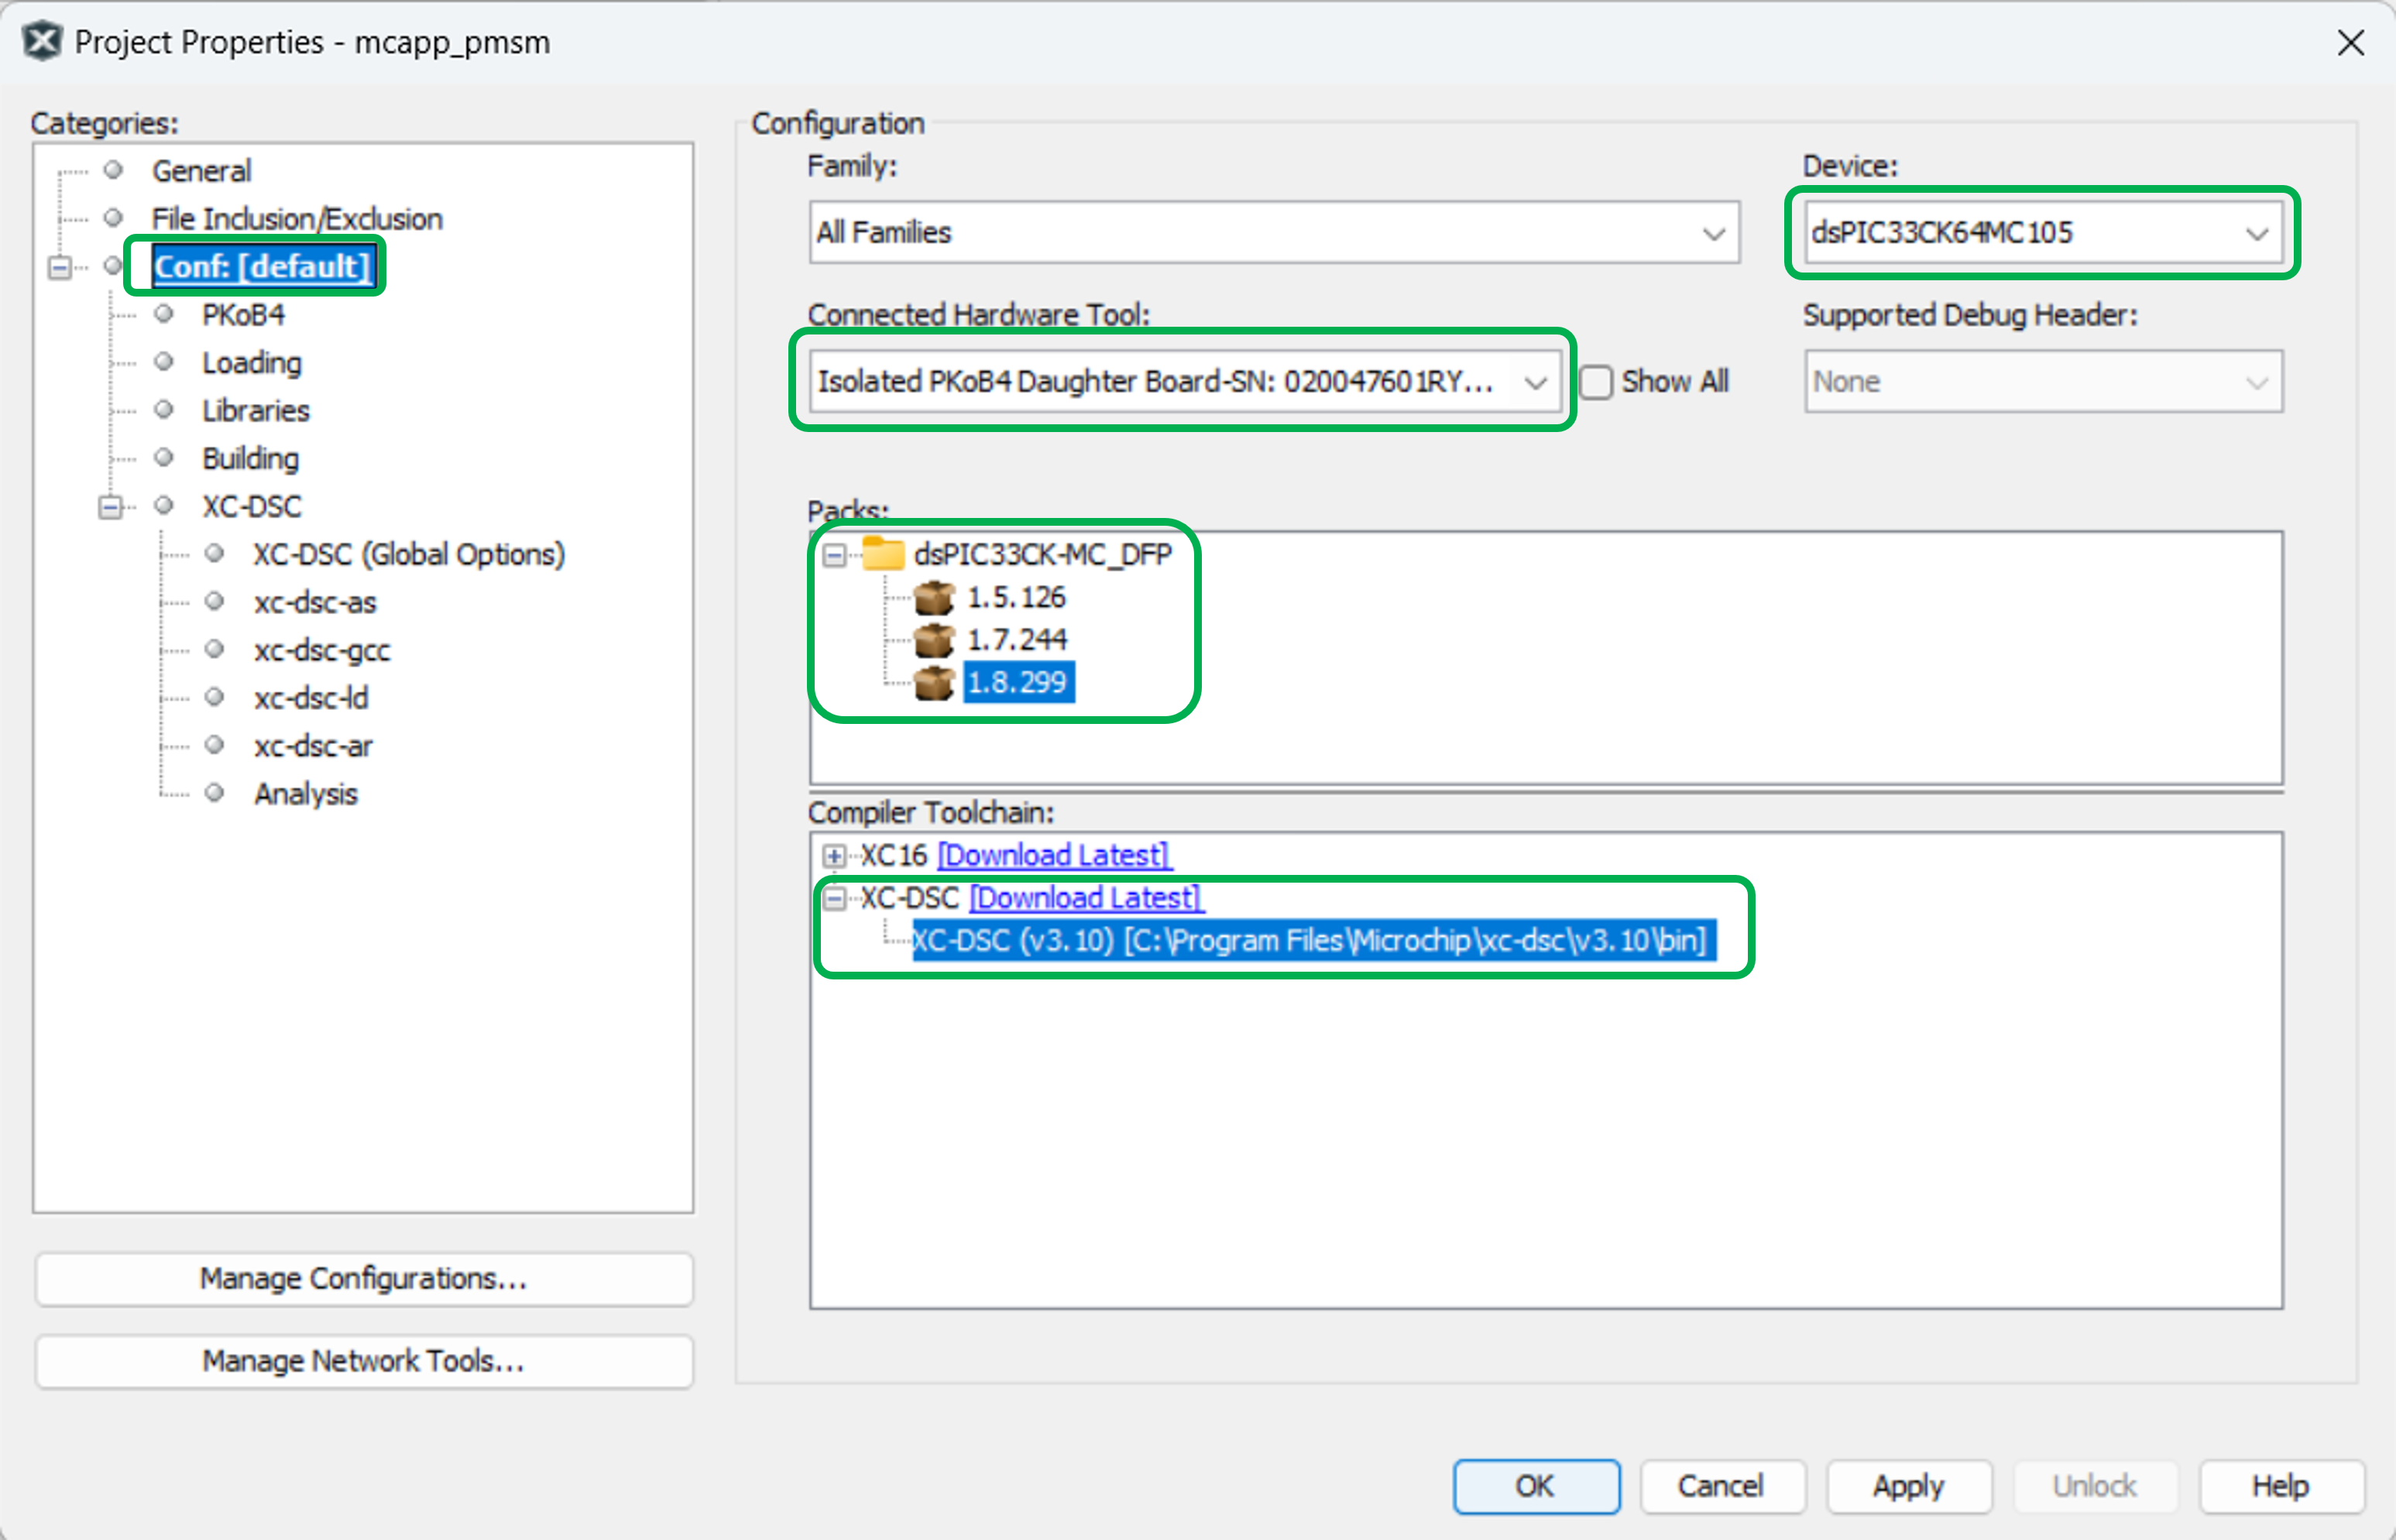 Project Properties - mcapp_pmsm
Categories:
General
File Inclusion/Exclusion
Conf: [default]
PKoB4
Loading
Libraries
Building
XC-DSC
XC-DSC (Global Options)
xc-dsc-as
xc-dsc-gcc
xc-dsc-ld
xc-dsc-ar
Analysis
Manage Configurations...
Manage Network Tools...
Configuration
Family:
Device:
All Families
dsPIC33CK64MC105
Connected Hardware Tool:
Supported Debug Header:
Isolated PKoB4 Daughter Board-SN: 020047601RY...
Show All
None
Packs:
dsPIC33CK-MC_DFP
1.5.126
1.7.244
1.8.299
Compiler Toolchain:
XC16 [Download Latest]
XC-DSC [Download Latest]
XC-DSC (v3.10) [C:\Program Files\Microchip\xc-dsc\v3.10\bin]
OK
Cancel
Apply
Unlock
Help